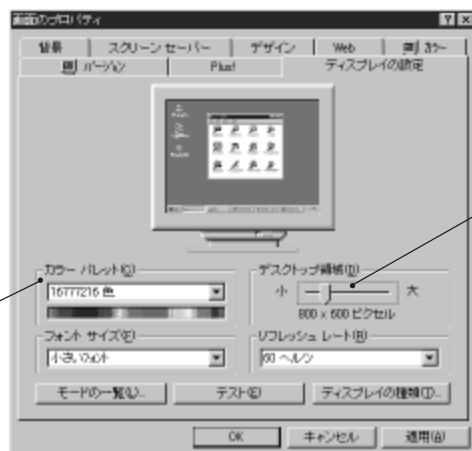 画面のプロパティ
背景 スクリーン セーバー デザイン Web カラー
バージョン Plus! ディスプレイの設定
カラー パレット(C)
16777216 色
デスクトップ領域(D)
小 大
800 x 600 ピクセル
フォント サイズ(F)
小さいフォント
リフレッシュ レート(R)
60 ヘルツ
モードの一覧(L)... テスト(E) ディスプレイの種類(T)...
OK キャンセル 適用(A)